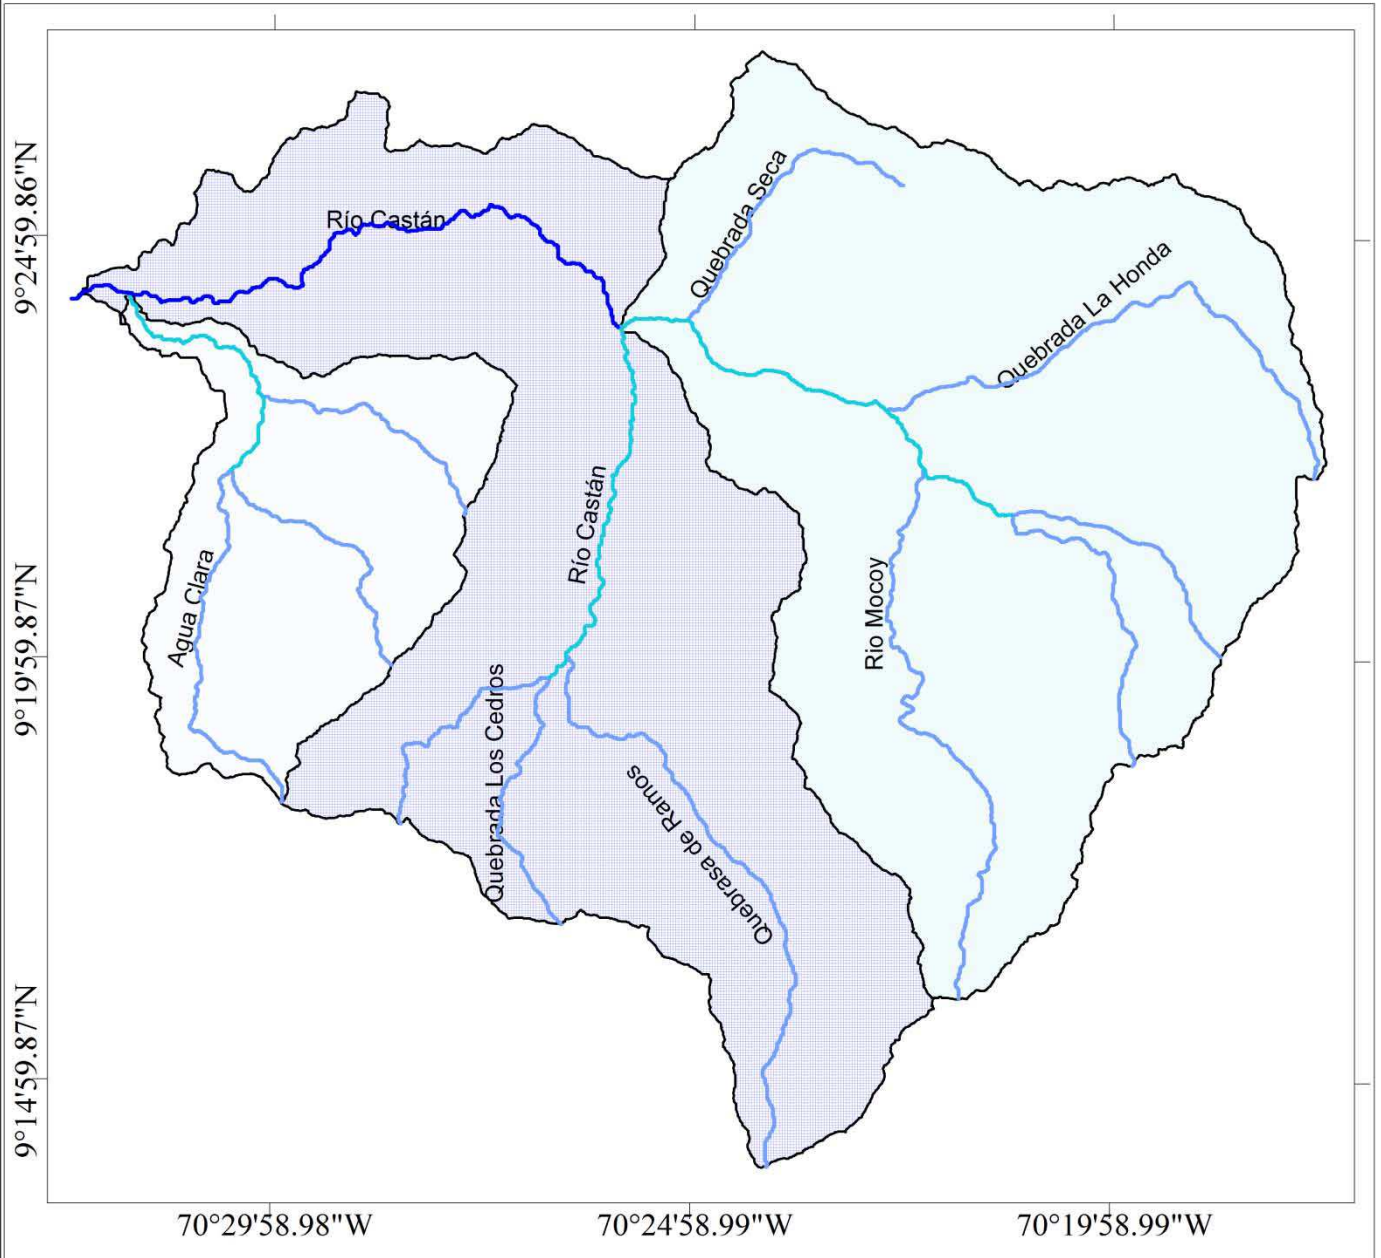 Quebrada Seca
9°24'59.86"N
Río Castán
Quebrada La Honda
Río Castán
Agua Clara
Rio Mocoy
9°19'59.87"N
Quebrada Los Cedros
Quebrasa de Ramos
9°14'59.87"N
70°29'58.98"W
70°24'58.99"W
70°19'58.99"W